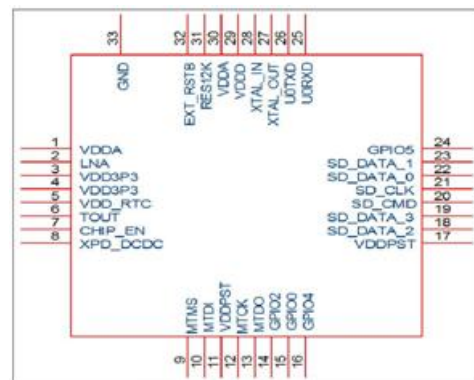 33
GND
32
EXT_RSTB
31
RES12K
30
VDDA
29
VDDD
28
XTAL_IN
27
XTAL_OUT
26
U0TXD
25
U0RXD
1 VDDA
2 LNA
3 VDD3P3
4 VDD3P3
5 VDD_RTC
6 TOUT
7 CHIP_EN
8 XPD_DCDC
GPIO5 24
SD_DATA_1 23
SD_DATA_0 22
SD_CLK 21
SD_CMD 20
SD_DATA_3 19
SD_DATA_2 18
VDDPST 17
MTMS
9
MTDI
10
VDDPST
11
MTCK
12
MTDO
13
GPIO2
14
GPIO0
15
GPIO4
16